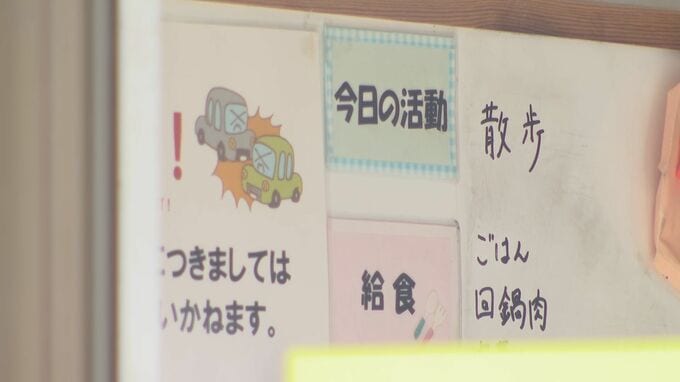 ！
つきましては
いかねます。
今日の活動
散歩
給食
ごはん
回鍋肉